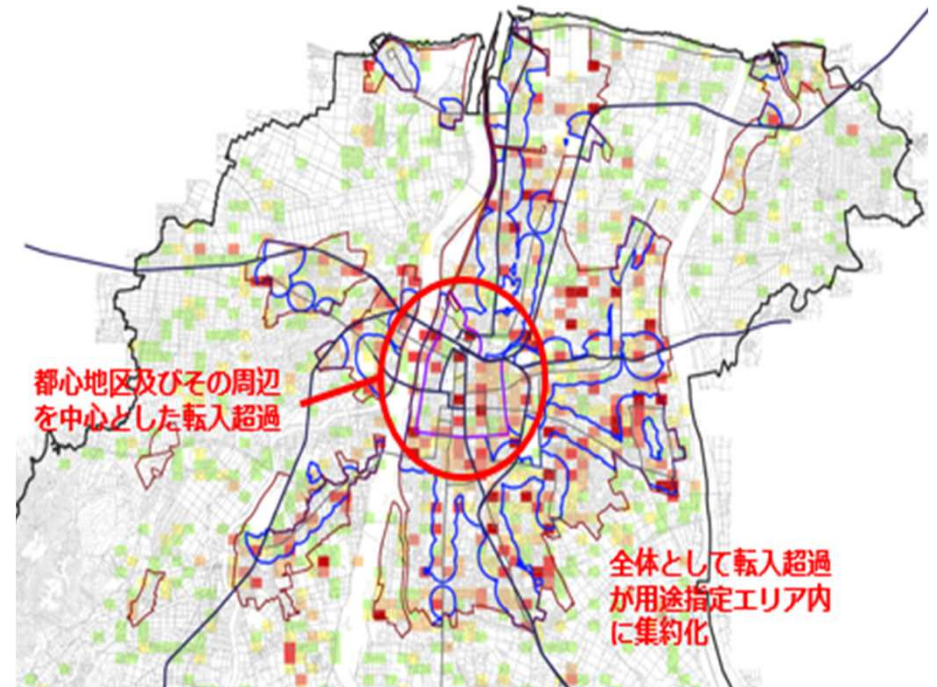 都心地区及びその周辺
を中心とした転入超過
全体として転入超過
が用途指定エリア内
に集約化